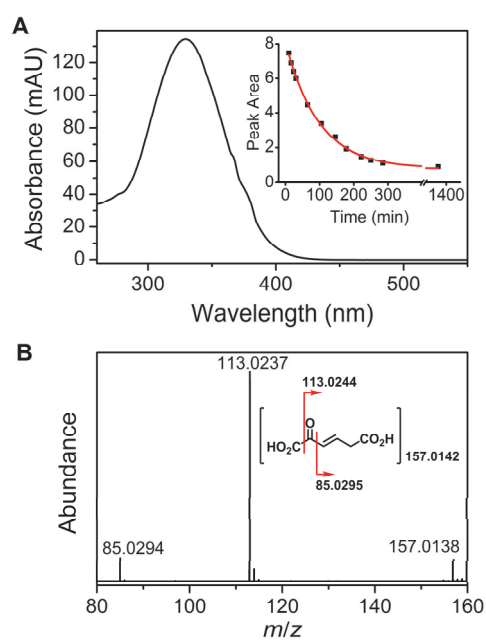 A
Absorbance (mAU)
120
100
80
60
40
20
0
300
400
500
Wavelength (nm)
Peak Area
8
6
4
2
0
0
100
200
300
1400
Time (min)
B
Abundance
113.0237
113.0244
O
HO2C
CO2H
157.0142
85.0295
85.0294
157.0138
80
100
120
140
160
m/z